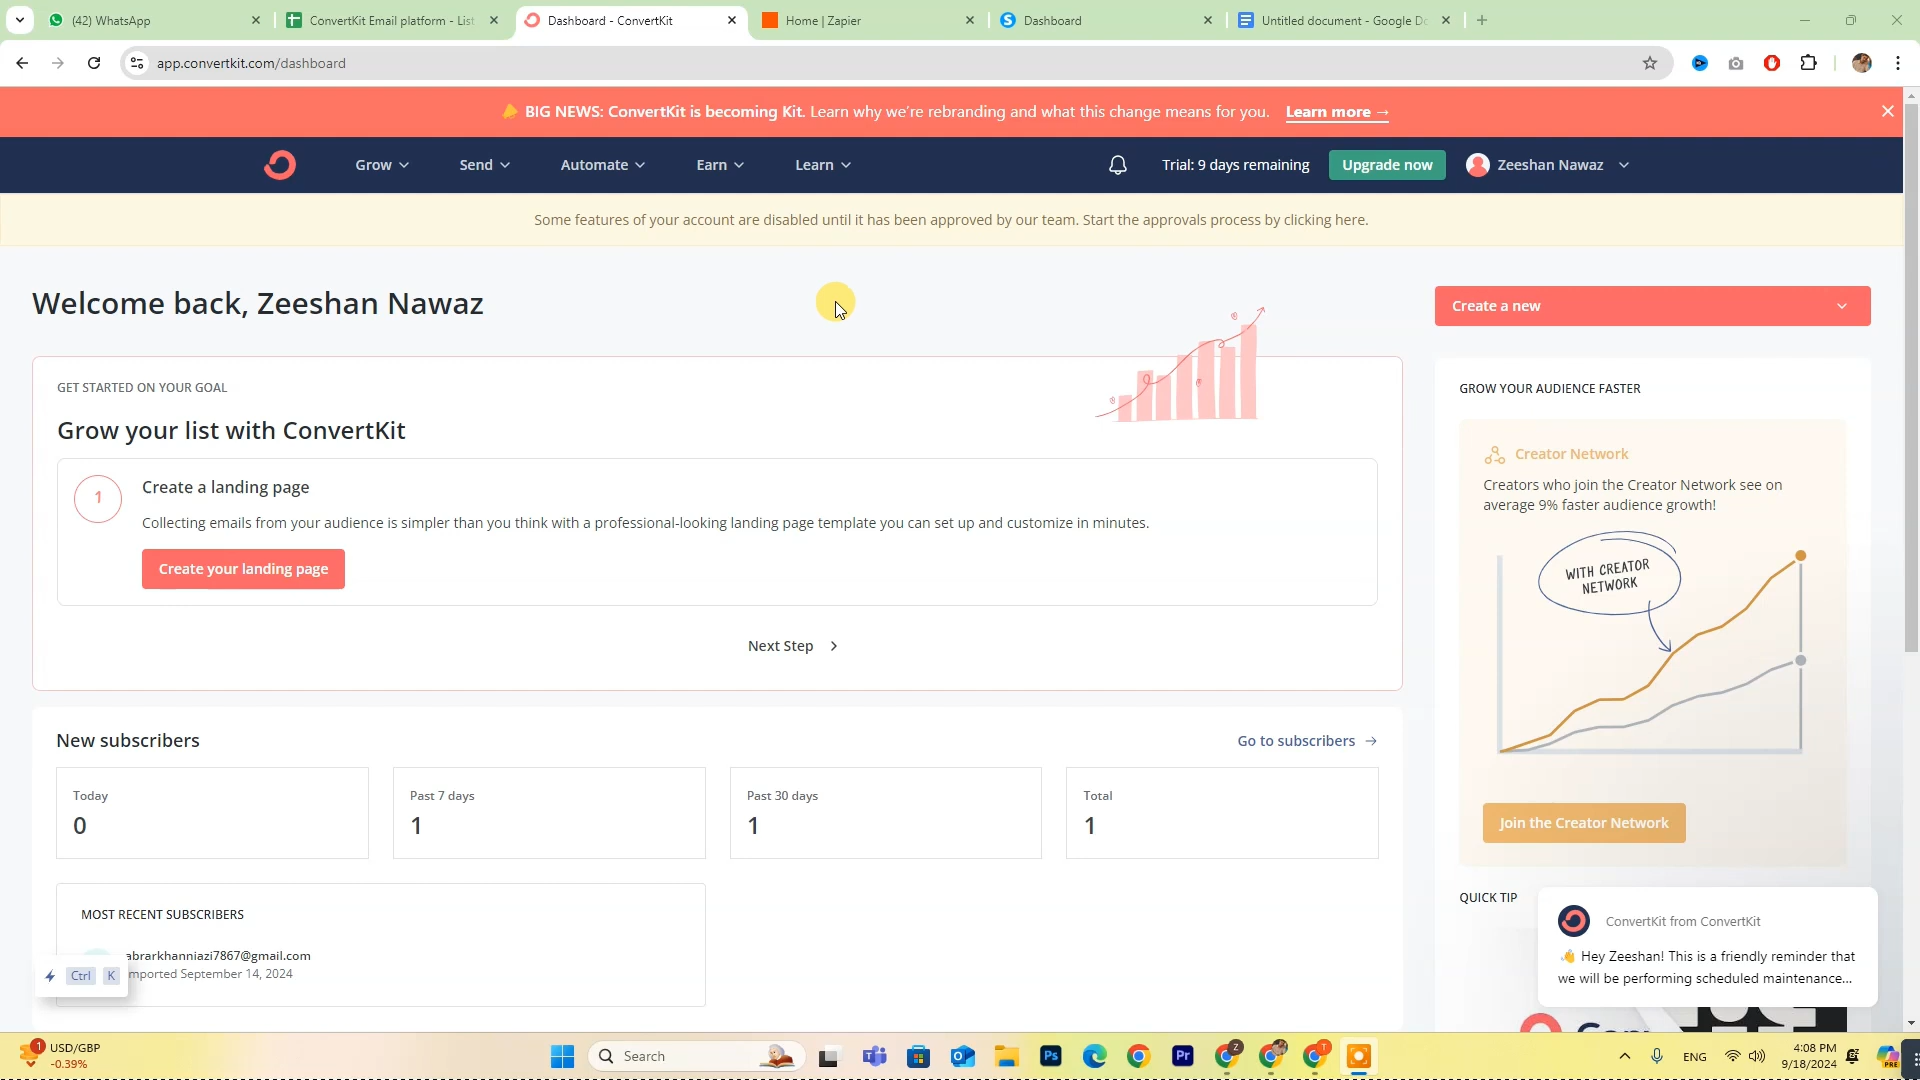 (42) WhatsApp
ConvertKit Email platform - List
Dashboard - ConvertKit
Home | Zapier
Dashboard
Untitled document - Google Do
app.convertkit.com/dashboard
BIG NEWS: ConvertKit is becoming Kit. Learn why we're rebranding and what this change means for you. Learn more →
Grow
Send
Automate
Earn
Learn
Trial: 9 days remaining
Upgrade now
Zeeshan Nawaz
Some features of your account are disabled until it has been approved by our team. Start the approvals process by clicking here.
Welcome back, Zeeshan Nawaz
Create a new
GET STARTED ON YOUR GOAL
Grow your list with ConvertKit
1
Create a landing page
Collecting emails from your audience is simpler than you think with a professional-looking landing page template you can set up and customize in minutes.
Create your landing page
Next Step
GROW YOUR AUDIENCE FASTER
Creator Network
Creators who join the Creator Network see on
average 9% faster audience growth!
WITH CREATOR
NETWORK
Join the Creator Network
New subscribers
Go to subscribers →
Today
0
Past 7 days
1
Past 30 days
1
Total
1
MOST RECENT SUBSCRIBERS
abrarkhanniazi7867@gmail.com
mported September 14, 2024
Ctrl K
QUICK TIP
ConvertKit from ConvertKit
👋 Hey Zeeshan! This is a friendly reminder that
we will be performing scheduled maintenance...
1
USD/GBP
-0.39%
Search
Ps
Pr
Z
T
ENG
4:08 PM
9/18/2024
PRE